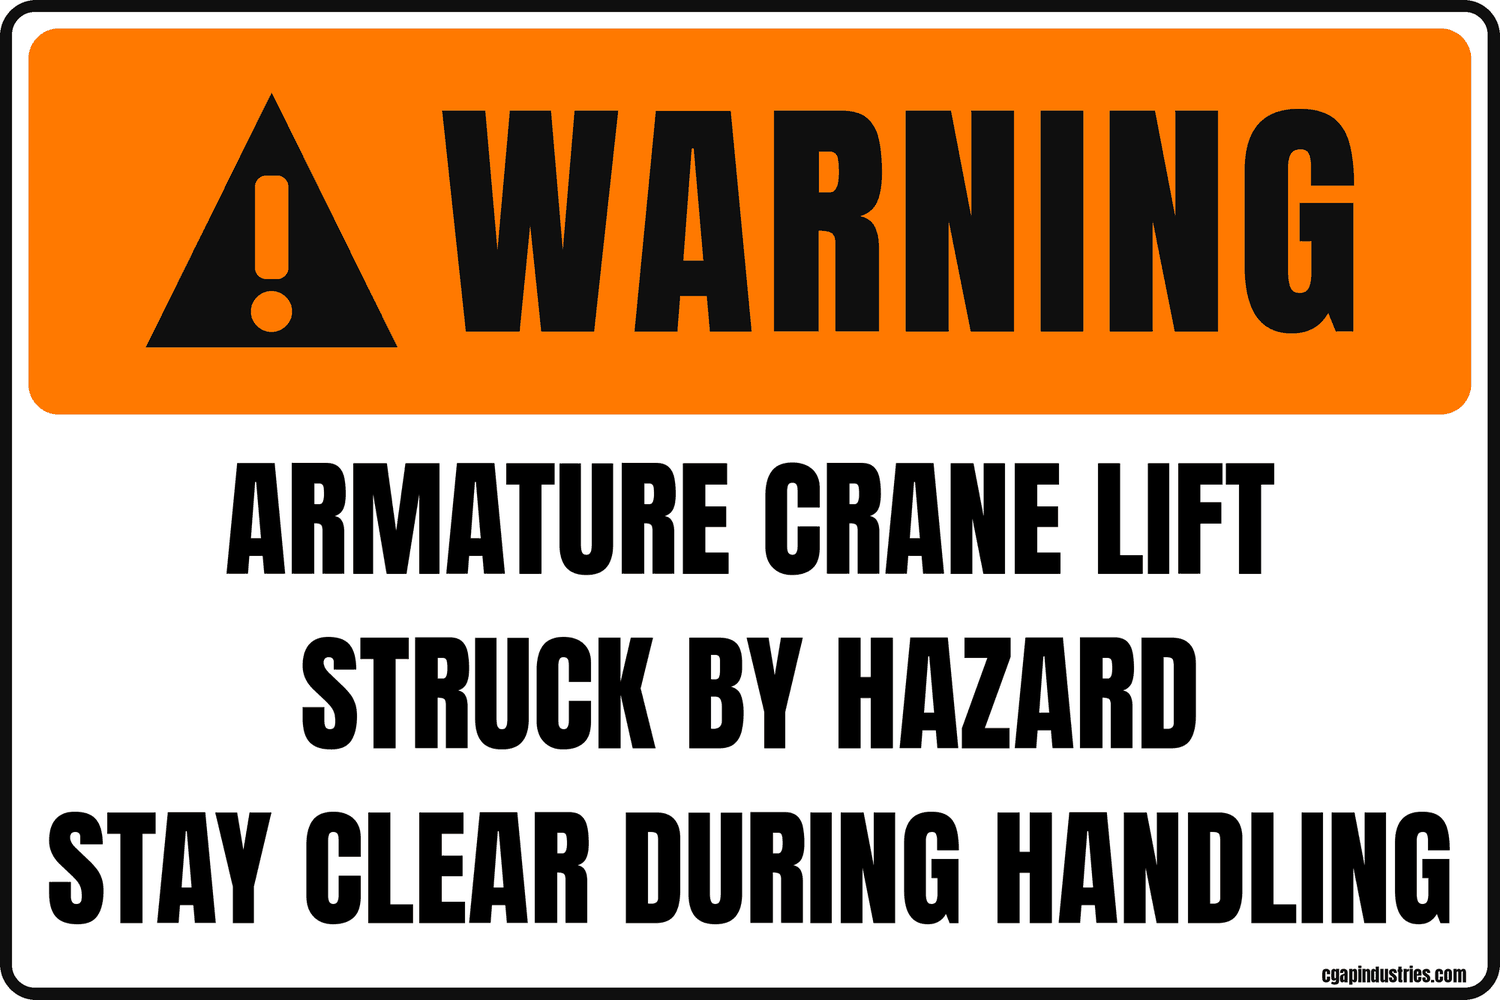 WARNING
ARMATURE CRANE LIFT
STRUCK BY HAZARD
STAY CLEAR DURING HANDLING
cgapindustries.com